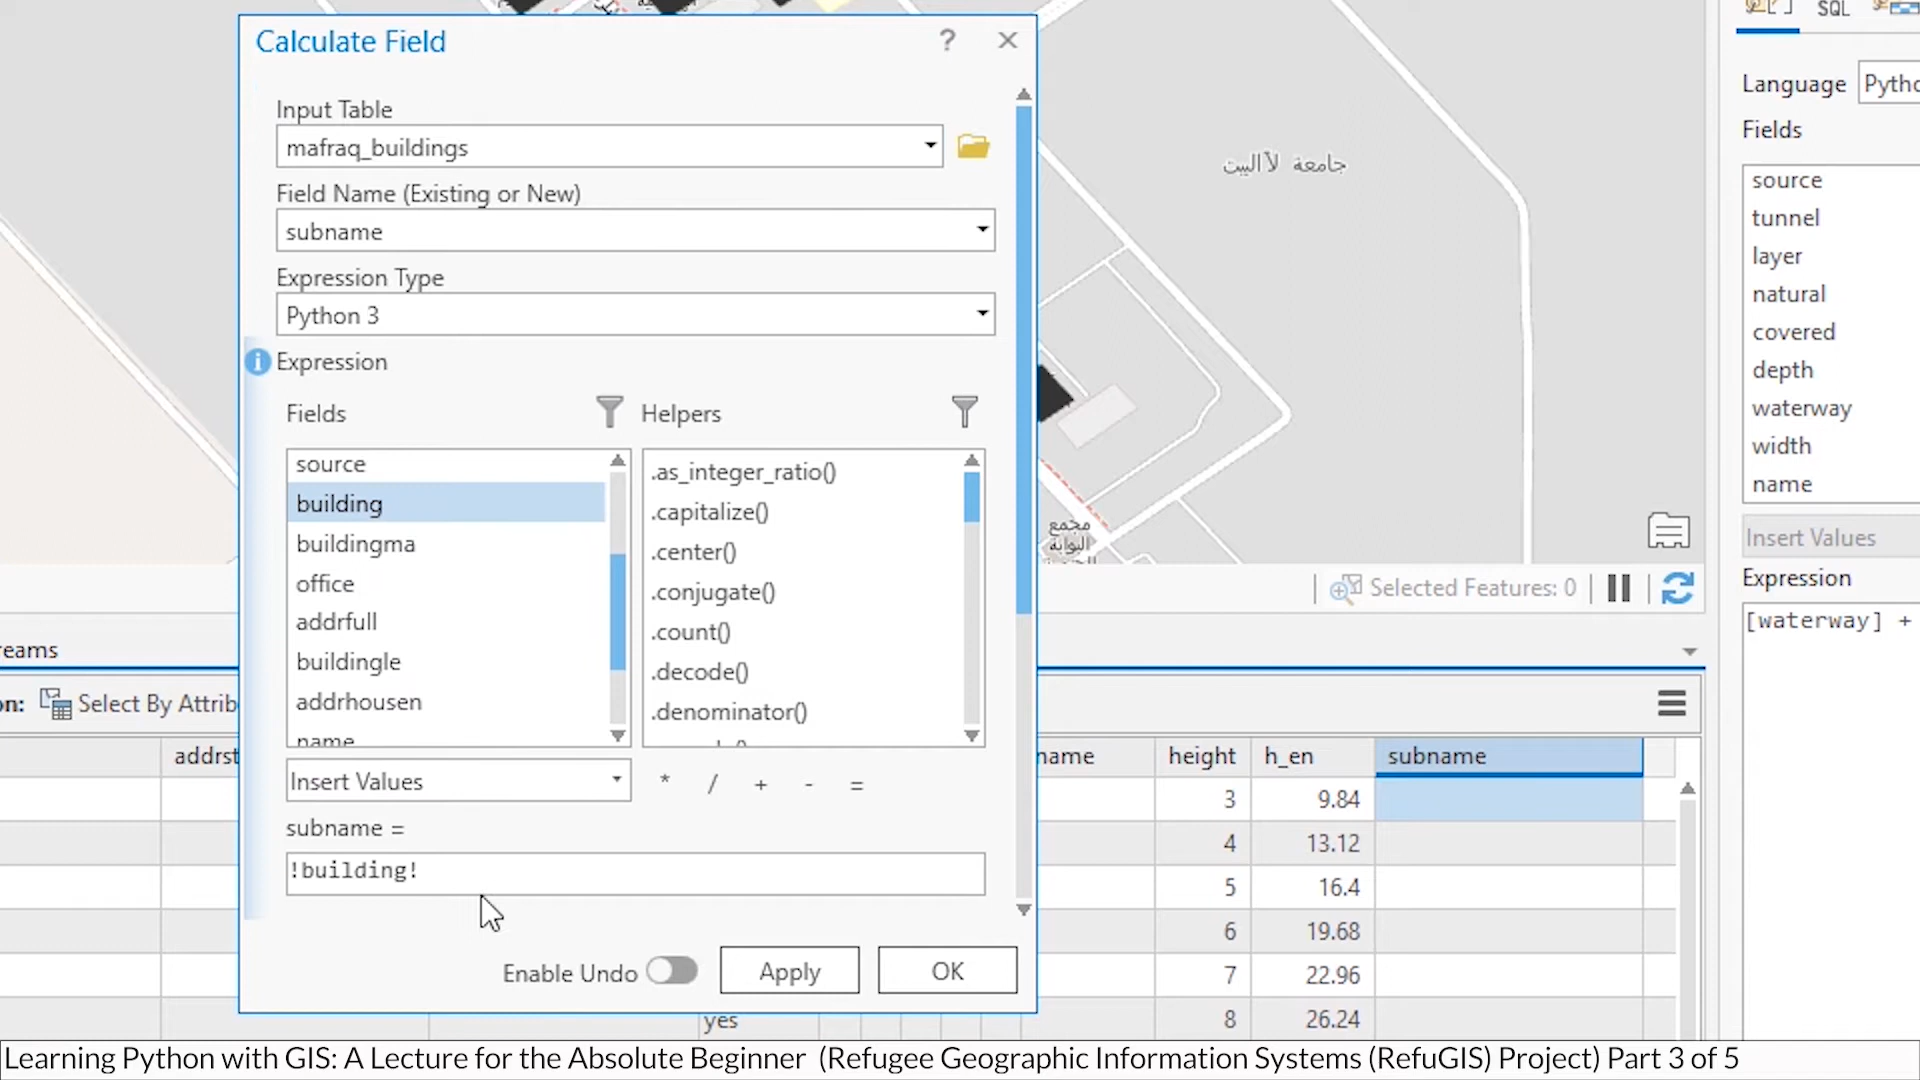 Calculate Field
?
Input Table
mafraq_buildings
Field Name (Existing or New)
subname
Expression Type
Python 3
Expression
Fields
Helpers
source
building
buildingma
office
addrfull
buildingle
addrhousen
name
.as_integer_ratio()
.capitalize()
.center()
.conjugate()
.count()
.decode()
.denominator()
Insert Values
* / + - =
subname =
!building!
Enable Undo
Apply
OK
جامعة لآالبيت
مجمع
البوابة
Selected Features: 0
SQL
Language
Pytho
Fields
source
tunnel
layer
natural
covered
depth
waterway
width
name
Insert Values
Expression
[waterway] +
reams
on:
Select By Attrib
addrst
name height h_en subname
3 9.84
4 13.12
5 16.4
6 19.68
7 22.96
yes 8 26.24
Learning Python with GIS: A Lecture for the Absolute Beginner (Refugee Geographic Information Systems (RefuGIS) Project) Part 3 of 5